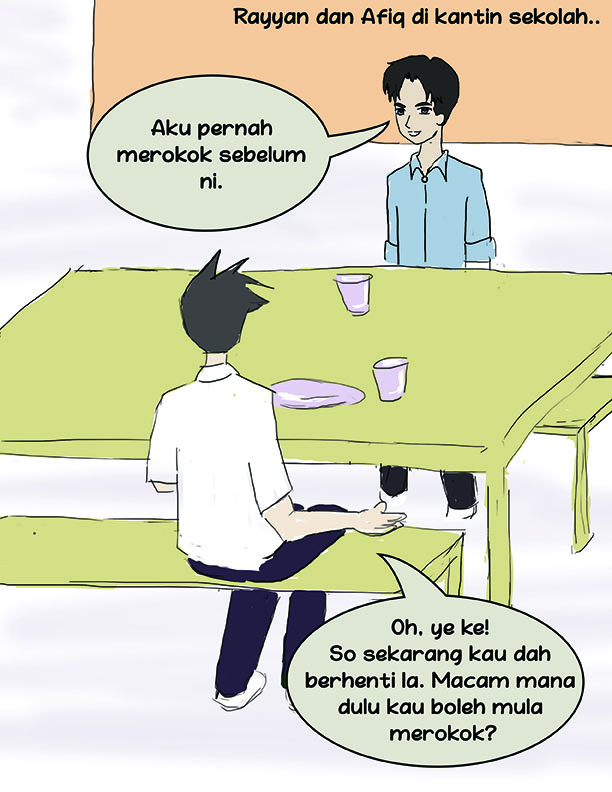 Rayyan dan Afiq di kantin sekolah..
Aku pernah
merokok sebelum
ni.
Oh, ye ke!
So sekarang kau dah
berhenti la. Macam mana
dulu kau boleh mula
merokok?